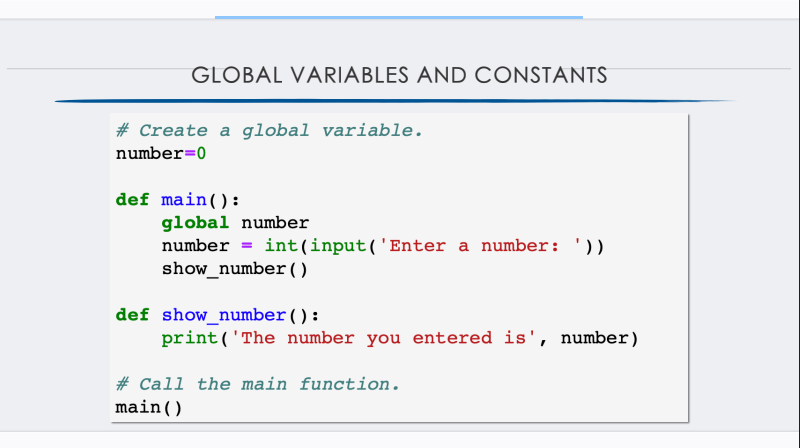 GLOBAL VARIABLES AND CONSTANTS
# Create a global variable.
number=0
def main():
    global number
    number = int(input('Enter a number: '))
    show_number()
def show_number():
    print('The number you entered is', number)
# Call the main function.
main()